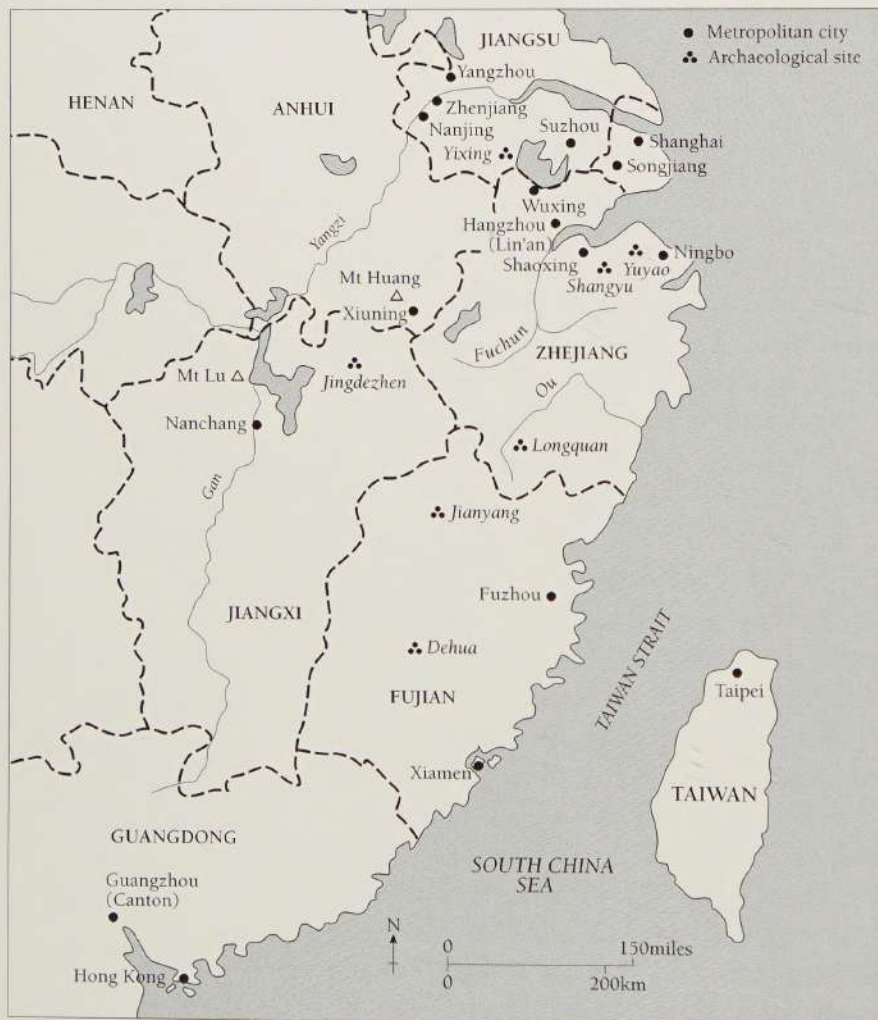 JIANGSU
Metropolitan city
Archaeological site
Yangzhou
HENAN
ANHUI
Zhenjiang
Nanjing
Suzhou
Shanghai
Yixing
Songjiang
Wuxing
Hangzhou
(Lin'an)
Yangzi
Shaoxing
Ningbo
Yuyao
Shangyu
Mt Huang
Xiuning
Fuchun
ZHEJIANG
Mt Lu
Jingdezhen
Ou
Nanchang
Longquan
Gan
Jianyang
Fuzhou
JIANGXI
Dehua
TAIWAN STRAIT
FUJIAN
Taipei
Xiamen
TAIWAN
GUANGDONG
SOUTH CHINA
SEA
Guangzhou
(Canton)
N
0
150miles
0
200km
Hong Kong